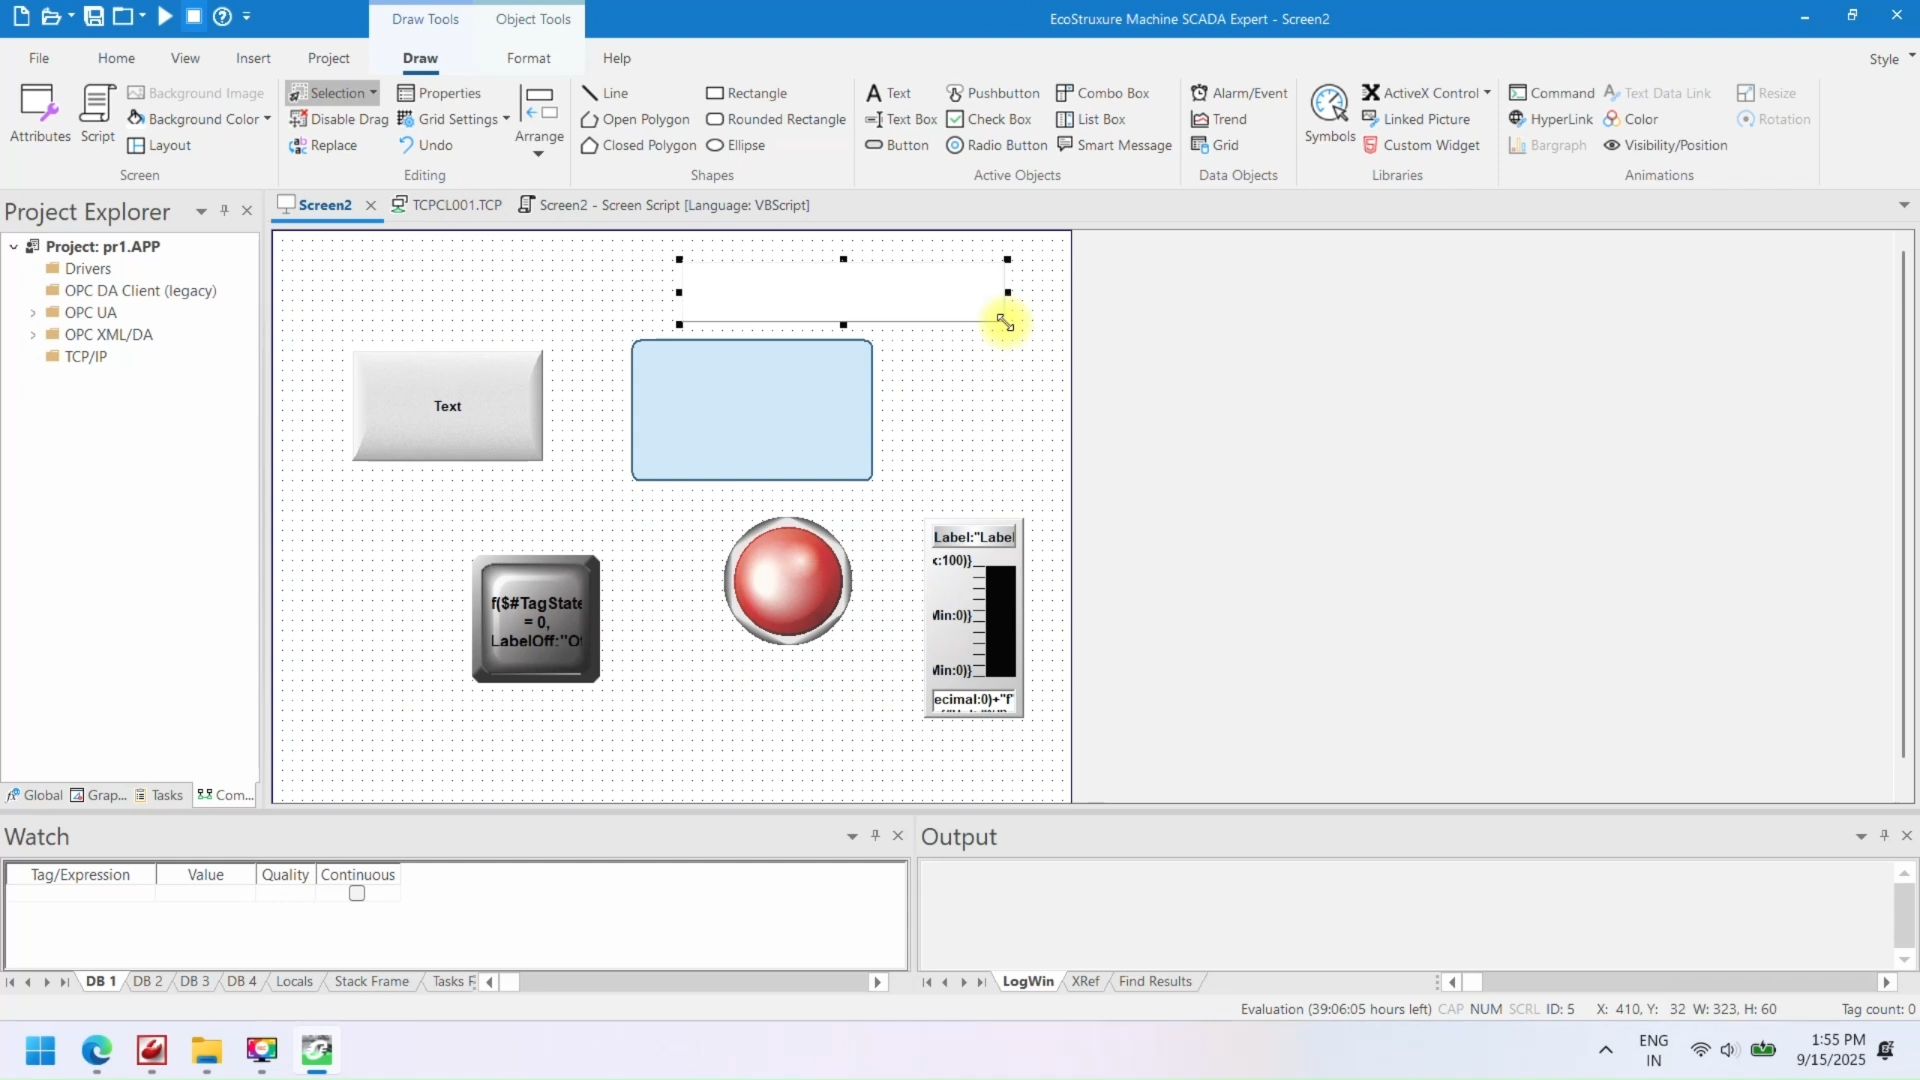 Draw Tools
Object Tools
EcoStruxure Machine SCADA Expert - Screen2
File
Home
View
Insert
Project
Draw
Format
Help
Style
Attributes
Script
Background Image
Background Color
Layout
Screen
Selection
Disable Drag
Replace
Properties
Grid Settings
Undo
Arrange
Editing
Line
Open Polygon
Closed Polygon
Rectangle
Rounded Rectangle
Ellipse
Shapes
Text
Text Box
Button
Pushbutton
Check Box
Radio Button
Combo Box
List Box
Smart Message
Active Objects
Alarm/Event
Trend
Grid
Data Objects
Symbols
ActiveX Control
Linked Picture
Custom Widget
Libraries
Command
HyperLink
Bargraph
Text Data Link
Color
Visibility/Position
Resize
Rotation
Animations
Project Explorer
Screen2
TCPCL001.TCP
Screen2 - Screen Script [Language: VBScript]
Project: pr1.APP
Drivers
OPC DA Client (legacy)
OPC UA
OPC XML/DA
TCP/IP
Text
f($#TagState
= 0,
LabelOff:"Of
Label:"Label
x:100)}
Min:0)}
Min:0)}
ecimal:0)+"f"
Global
Grap...
Tasks
Com...
Watch
Tag/Expression
Value
Quality
Continuous
DB 1
DB 2
DB 3
DB 4
Locals
Stack Frame
Tasks F
Output
LogWin
XRef
Find Results
Evaluation (39:06:05 hours left)
CAP
NUM
SCRL
ID: 5
X: 410, Y: 32 W: 323, H: 60
Tag count: 0
ENG
IN
1:55 PM
9/15/2025